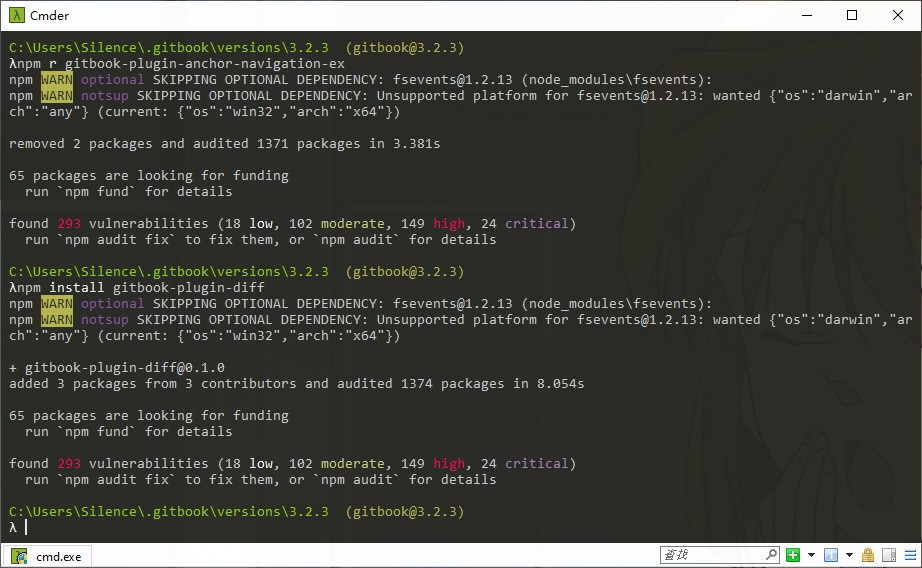 Cmder
C:\Users\Silence\.gitbook\versions\3.2.3  (gitbook@3.2.3)
λnpm r gitbook-plugin-anchor-navigation-ex
npm WARN optional SKIPPING OPTIONAL DEPENDENCY: fsevents@1.2.13 (node_modules\fsevents):
npm WARN notsup SKIPPING OPTIONAL DEPENDENCY: Unsupported platform for fsevents@1.2.13: wanted {"os":"darwin","ar
ch":"any"} (current: {"os":"win32","arch":"x64"})
removed 2 packages and audited 1371 packages in 3.381s
65 packages are looking for funding
  run `npm fund` for details
found 293 vulnerabilities (18 low, 102 moderate, 149 high, 24 critical)
  run `npm audit fix` to fix them, or `npm audit` for details
C:\Users\Silence\.gitbook\versions\3.2.3  (gitbook@3.2.3)
λnpm install gitbook-plugin-diff
npm WARN optional SKIPPING OPTIONAL DEPENDENCY: fsevents@1.2.13 (node_modules\fsevents):
npm WARN notsup SKIPPING OPTIONAL DEPENDENCY: Unsupported platform for fsevents@1.2.13: wanted {"os":"darwin","ar
ch":"any"} (current: {"os":"win32","arch":"x64"})
+ gitbook-plugin-diff@0.1.0
added 3 packages from 3 contributors and audited 1374 packages in 8.054s
65 packages are looking for funding
  run `npm fund` for details
found 293 vulnerabilities (18 low, 102 moderate, 149 high, 24 critical)
  run `npm audit fix` to fix them, or `npm audit` for details
C:\Users\Silence\.gitbook\versions\3.2.3  (gitbook@3.2.3)
λ
cmd.exe
查找